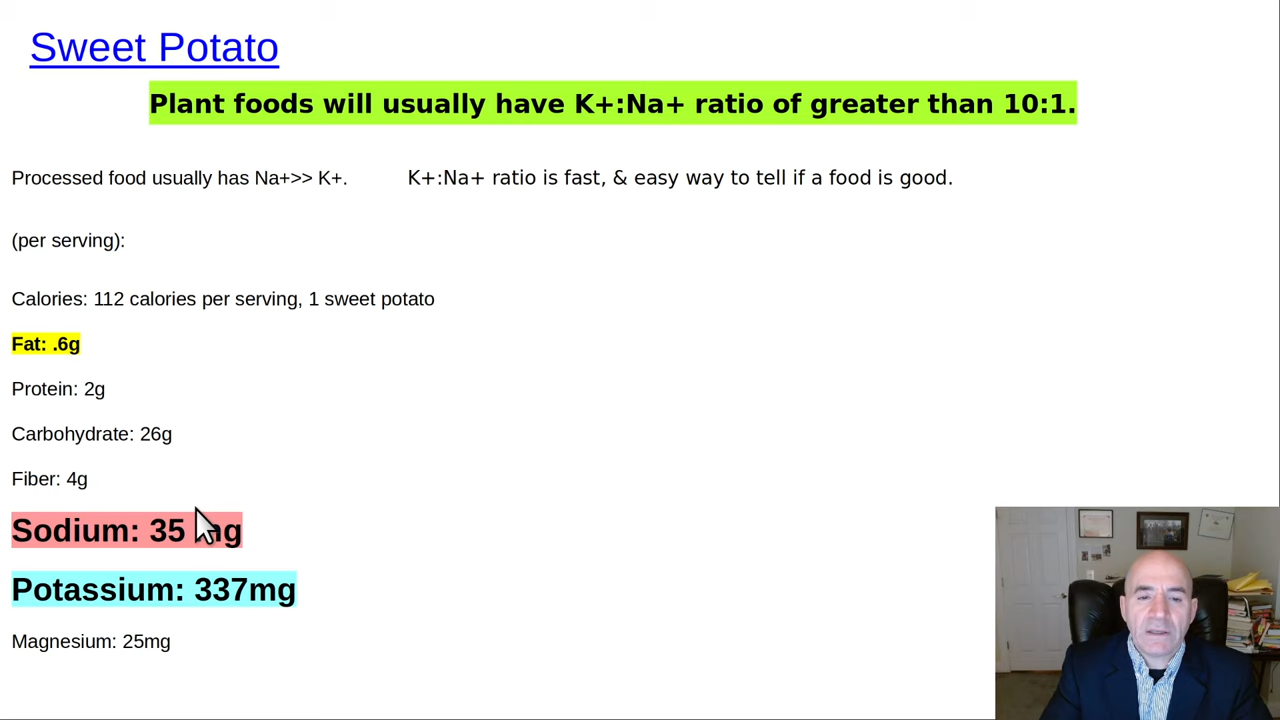 Sweet Potato
Plant foods will usually have K+:Na+ ratio of greater than 10:1.
Processed food usually has Na+>> K+. K+:Na+ ratio is fast, & easy way to tell if a food is good.
(per serving):
Calories: 112 calories per serving, 1 sweet potato
Fat: .6g
Protein: 2g
Carbohydrate: 26g
Fiber: 4g
Sodium: 35 mg
Potassium: 337mg
Magnesium: 25mg